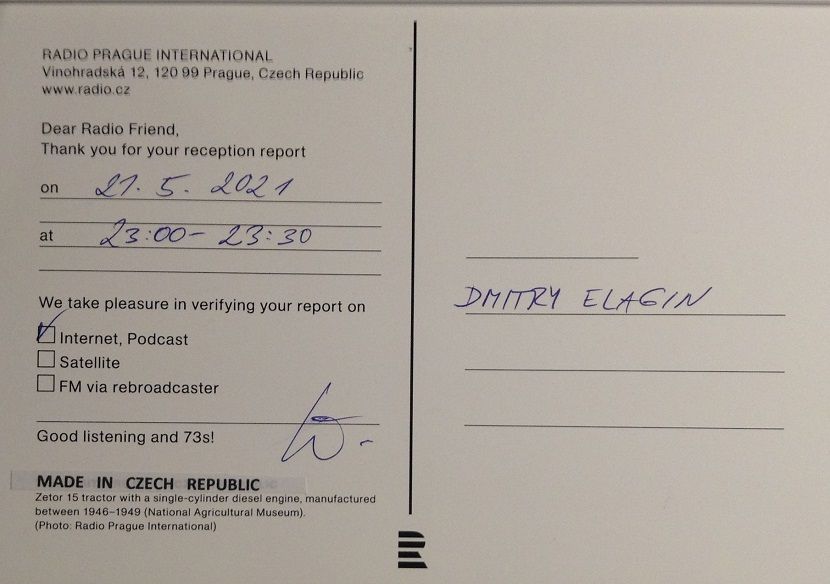 RADIO PRAGUE INTERNATIONAL
Vinohradská 12, 120 99 Prague, Czech Republic
www.radio.cz
Dear Radio Friend,
Thank you for your reception report
on 21. 5. 2021
at 23:00 - 23:30
We take pleasure in verifying your report on
Internet, Podcast
Satellite
FM via rebroadcaster
Good listening and 73s!
MADE IN CZECH REPUBLIC
Zetor 15 tractor with a single-cylinder diesel engine, manufactured
between 1946–1949 (National Agricultural Museum).
(Photo: Radio Prague International)
DMITRY ELAGIN